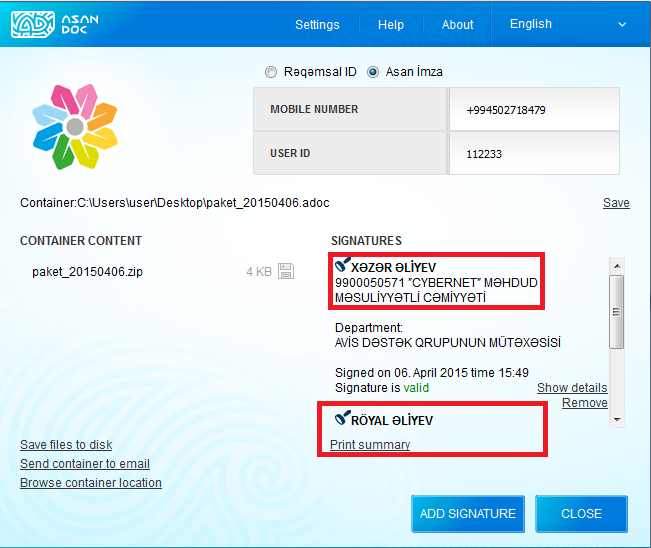 ASAN
DOC
Settings
Help
About
English
Rəqəmsal ID
Asan İmza
MOBILE NUMBER
+994502718479
USER ID
112233
Container:C:\Users\user\Desktop\paket_20150406.adoc
Save
CONTAINER CONTENT
SIGNATURES
paket_20150406.zip
4 KB
XƏZƏR ƏLİYEV
9900050571 "CYBERNET" MƏHDUD
MƏSULİYYƏTLİ CƏMİYYƏTİ
Department:
AVİS DƏSTƏK QRUPUNUN MÜTƏXƏSİSİ
Signed on 06. April 2015 time 15:49
Signature is valid
Show details
Remove
RÖYAL ƏLİYEV
Print summary
Save files to disk
Send container to email
Browse container location
ADD SIGNATURE
CLOSE